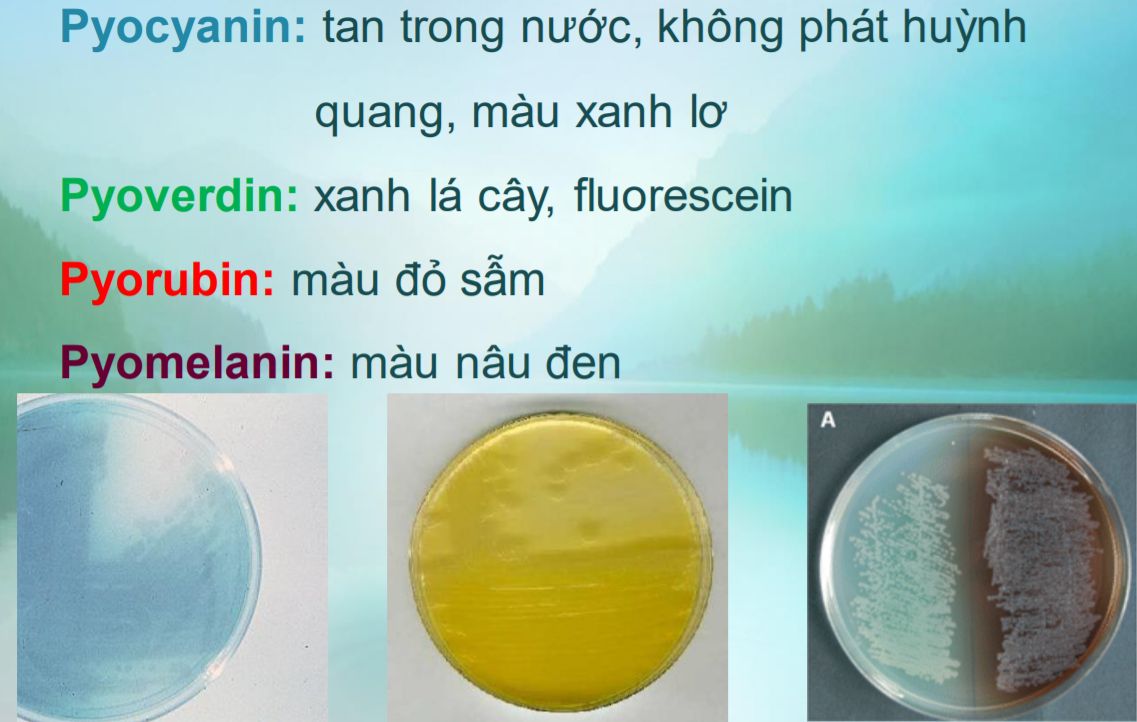 Pyocyanin: tan trong nước, không phát huỳnh
quang, màu xanh lơ
Pyoverdin: xanh lá cây, fluorescein
Pyorubin: màu đỏ sẫm
Pyomelanin: màu nâu đen
A